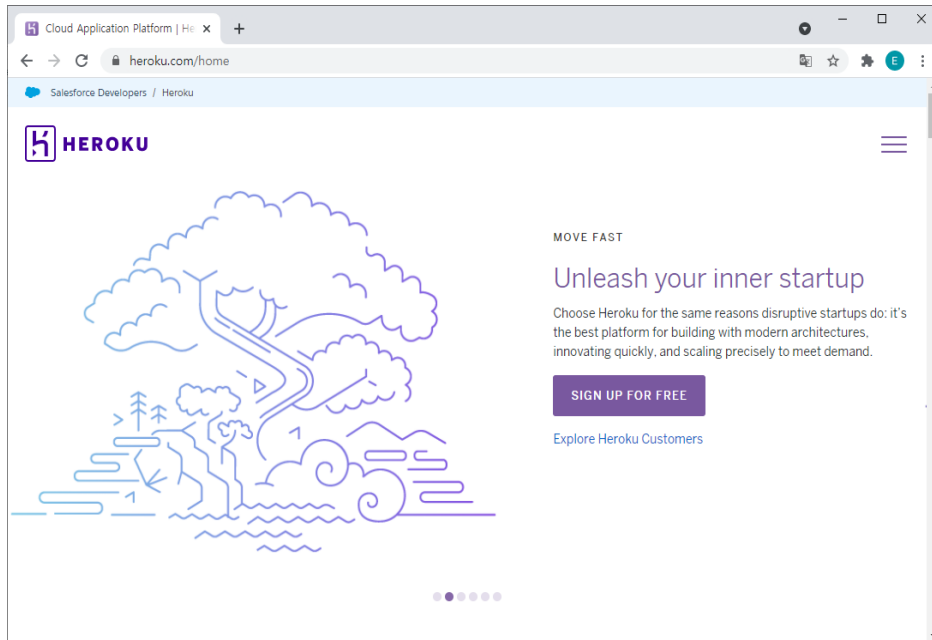 Cloud Application Platform | He
heroku.com/home
E
Salesforce Developers / Heroku
HEROKU
MOVE FAST
Unleash your inner startup
Choose Heroku for the same reasons disruptive startups do: it's
the best platform for building with modern architectures,
innovating quickly, and scaling precisely to meet demand.
SIGN UP FOR FREE
Explore Heroku Customers